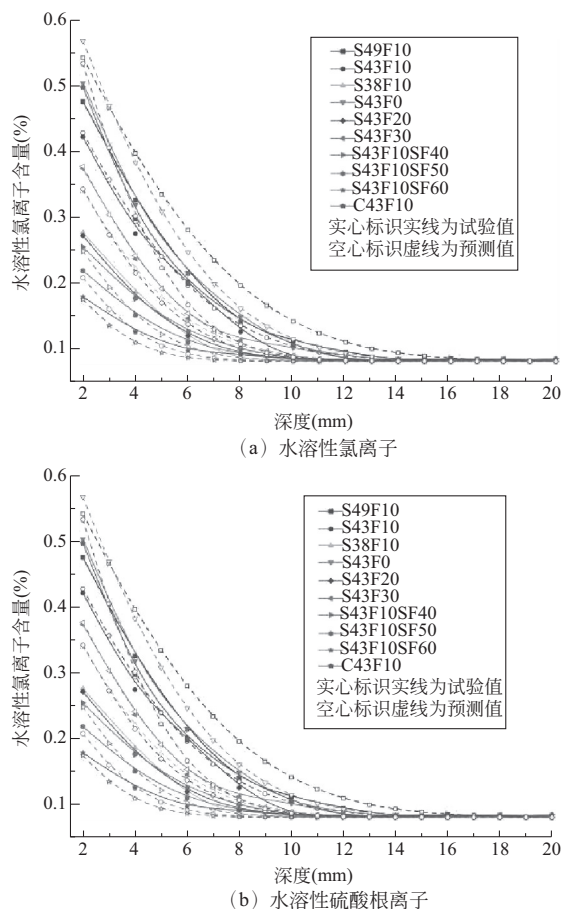 0.6
0.5
0.4
0.3
0.2
0.1
水溶性氯离子含量(%)
S49F10
S43F10
S38F10
S43F0
S43F20
S43F30
S43F10SF40
S43F10SF50
S43F10SF60
C43F10
实心标识实线为试验值
空心标识虚线为预测值
2 4 6 8 10 12 14 16 18 20
深度(mm)
(a) 水溶性氯离子
0.6
0.5
0.4
0.3
0.2
0.1
水溶性氯离子含量(%)
S49F10
S43F10
S38F10
S43F0
S43F20
S43F30
S43F10SF40
S43F10SF50
S43F10SF60
C43F10
实心标识实线为试验值
空心标识虚线为预测值
2 4 6 8 10 12 14 16 18 20
深度(mm)
(b) 水溶性硫酸根离子